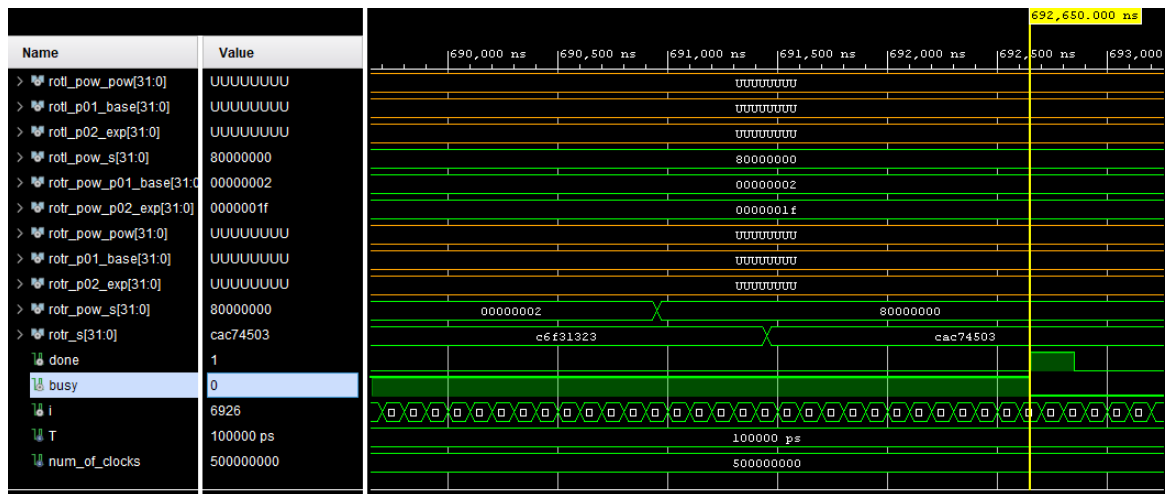 692,650.000 ns
Name Value
690,000 ns 690,500 ns 691,000 ns 691,500 ns 692,000 ns 692,500 ns 693,000
rotl_pow_pow[31:0] UUUUUUUU UUUUUUUU
rotl_p01_base[31:0] UUUUUUUU UUUUUUUU
rotl_p02_exp[31:0] UUUUUUUU UUUUUUUU
rotl_pow_s[31:0] 80000000 80000000
rotr_pow_p01_base[31:0 00000002 00000002
rotr_pow_p02_exp[31:0] 0000001f 0000001f
rotr_pow_pow[31:0] UUUUUUUU UUUUUUUU
rotr_p01_base[31:0] UUUUUUUU UUUUUUUU
rotr_p02_exp[31:0] UUUUUUUU UUUUUUUU
rotr_pow_s[31:0] 80000000 00000002 80000000
rotr_s[31:0] cac74503 c6f31323 cac74503
done 1
busy 0
i 6926
T 100000 ps 100000 ps
num_of_clocks 500000000 500000000